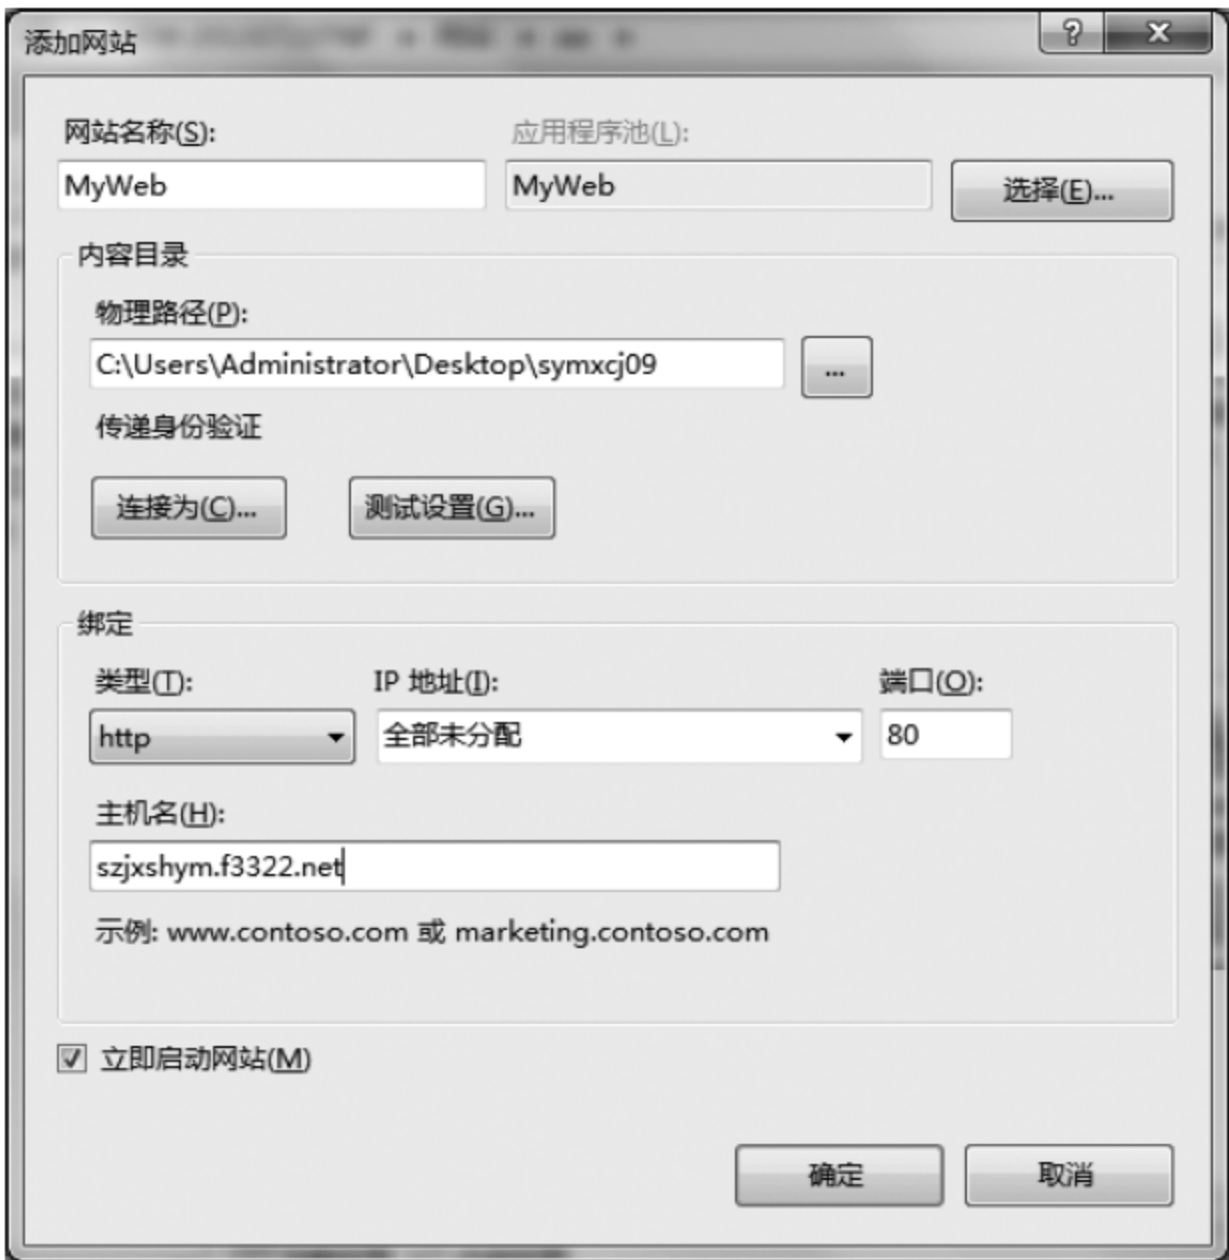 添加网站
网站名称(S): 应用程序池(L):
MyWeb MyWeb 选择(E)...
内容目录
物理路径(P):
C:\Users\Administrator\Desktop\symxcj09 ...
传递身份验证
连接为(C)... 测试设置(G)...
绑定
类型(T): IP 地址(I): 端口(O):
http 全部未分配 80
主机名(H):
szjxshym.f3322.net
示例: www.contoso.com 或 marketing.contoso.com
立即启动网站(M)
确定 取消